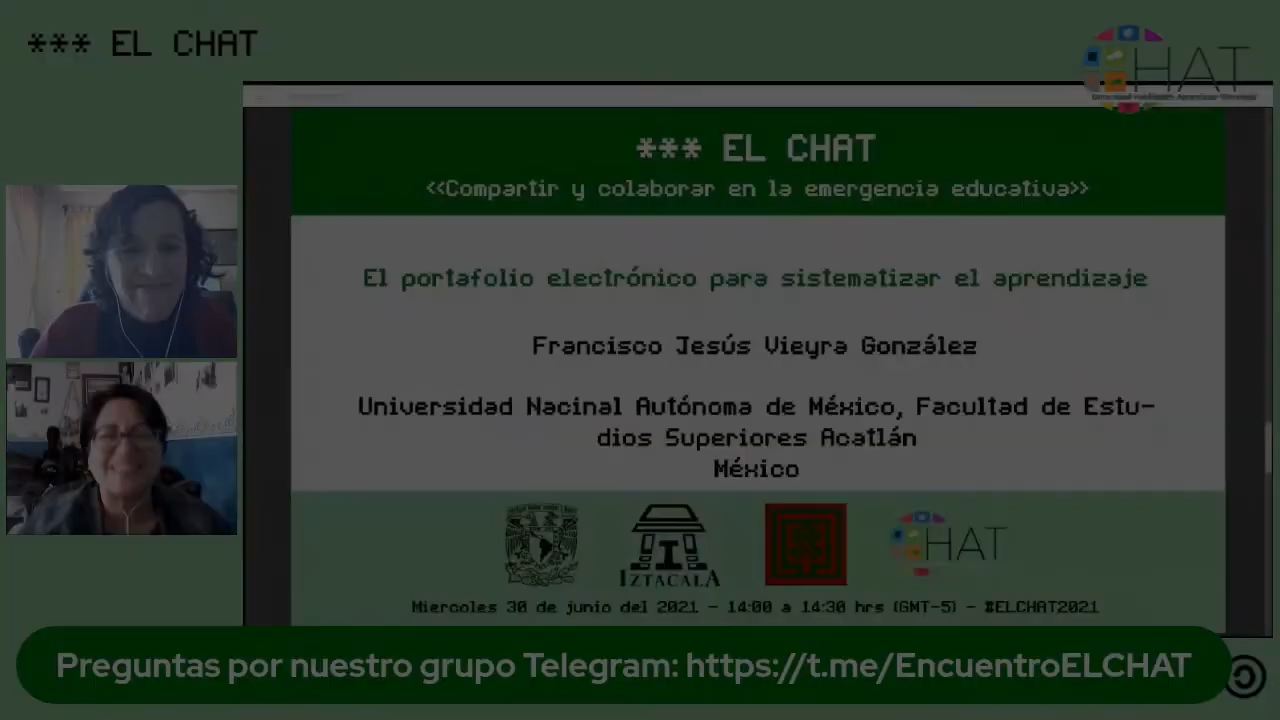 *** EL CHAT
HAT
*** EL CHAT
<<Compartir y colaborar en la emergencia educativa>>
El portafolio electrónico para sistematizar el aprendizaje
Francisco Jesús Vieyra González
Universidad Nacinal Autónoma de México, Facultad de Estu-
dios Superiores Acatlán
México
IZTACALA
HAT
Miercoles 30 de junio del 2021 - 14:00 a 14:30 hrs (GMT-5) - #ELCHAT2021
Preguntas por nuestro grupo Telegram: https://t.me/EncuentroELCHAT